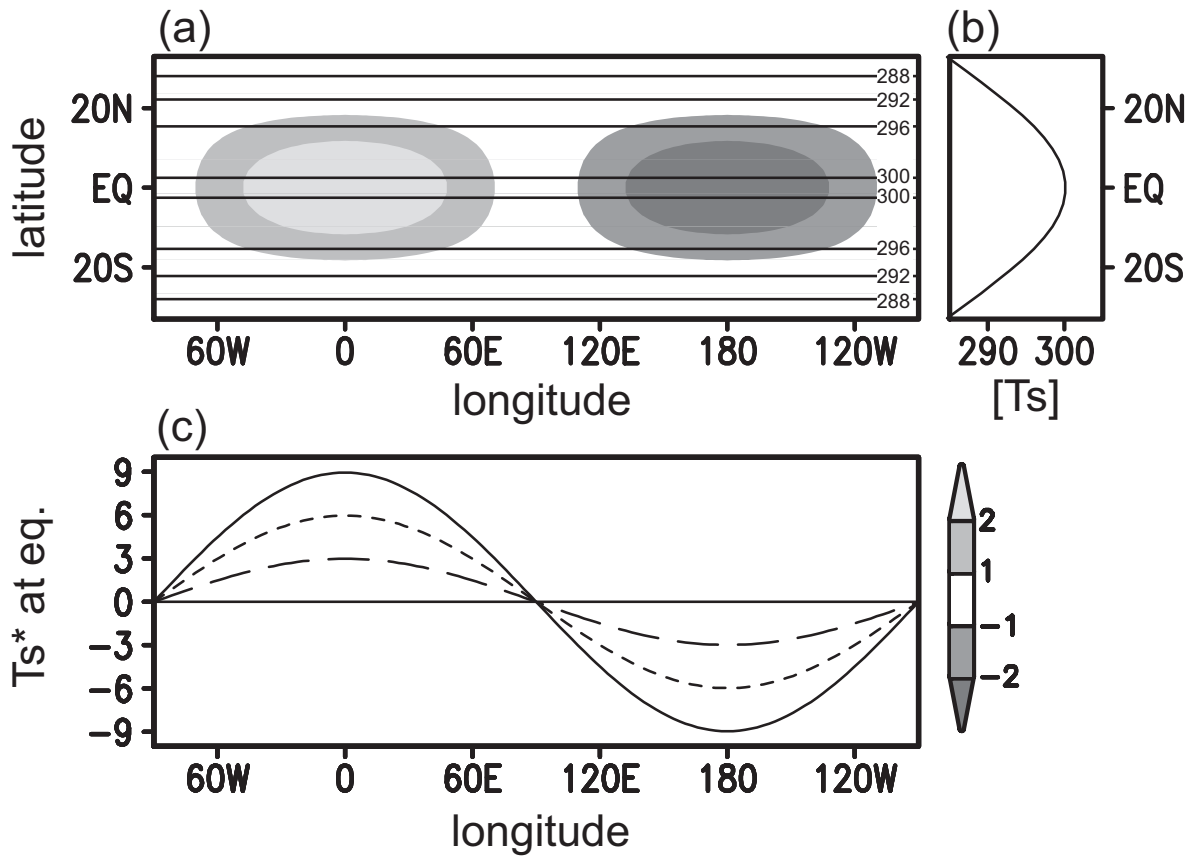 (a)
(b)
latitude
20N
EQ
20S
288
292
296
300
300
296
292
288
60W 0 60E 120E 180 120W
longitude
20N
EQ
20S
290 300
[Ts]
(c)
Ts* at eq.
9
6
3
0
-3
-6
-9
60W 0 60E 120E 180 120W
longitude
2
1
-1
-2